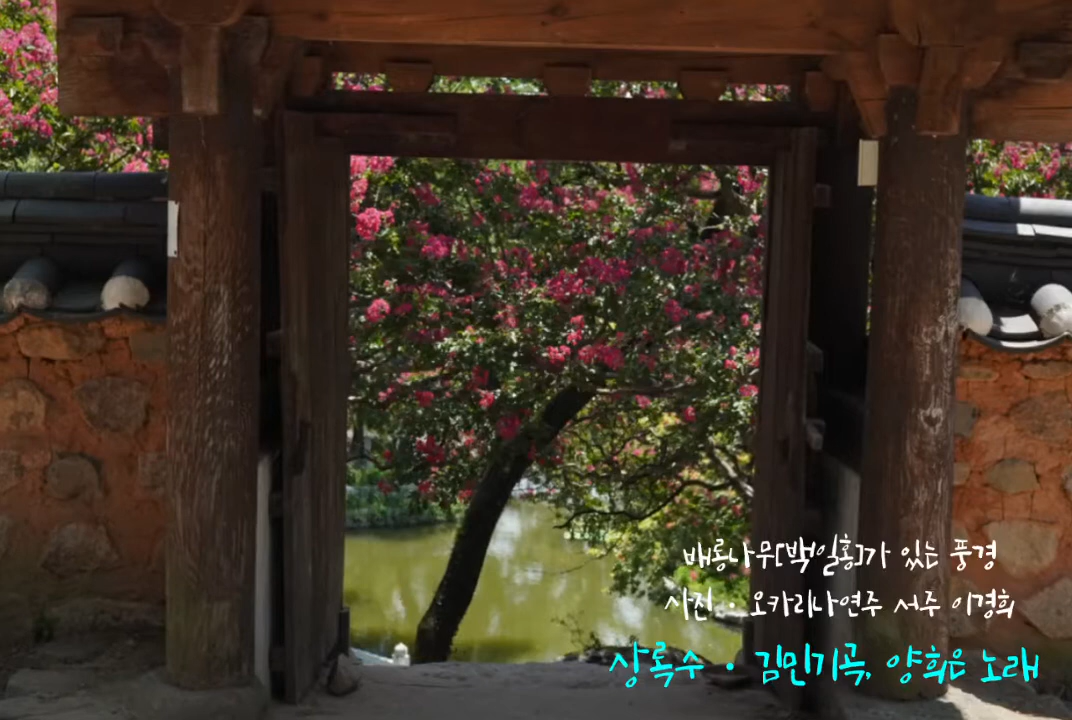 배롱나무[백일홍]가 있는 풍경
사진 · 오카리나연주 서주 이경희
상록수 · 김민기곡, 양희은 노래